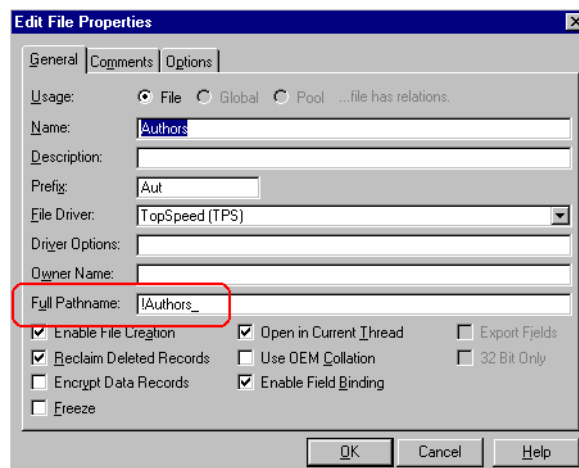 Edit File Properties
General Comments Options
Usage: File Global Pool ...file has relations.
Name: Authors
Description:
Prefix: Aut
File Driver: TopSpeed (TPS)
Driver Options:
Owner Name:
Full Pathname: !Authors_
Enable File Creation Open in Current Thread Export Fields
Reclaim Deleted Records Use OEM Collation 32 Bit Only
Encrypt Data Records Enable Field Binding
Freeze
OK Cancel Help